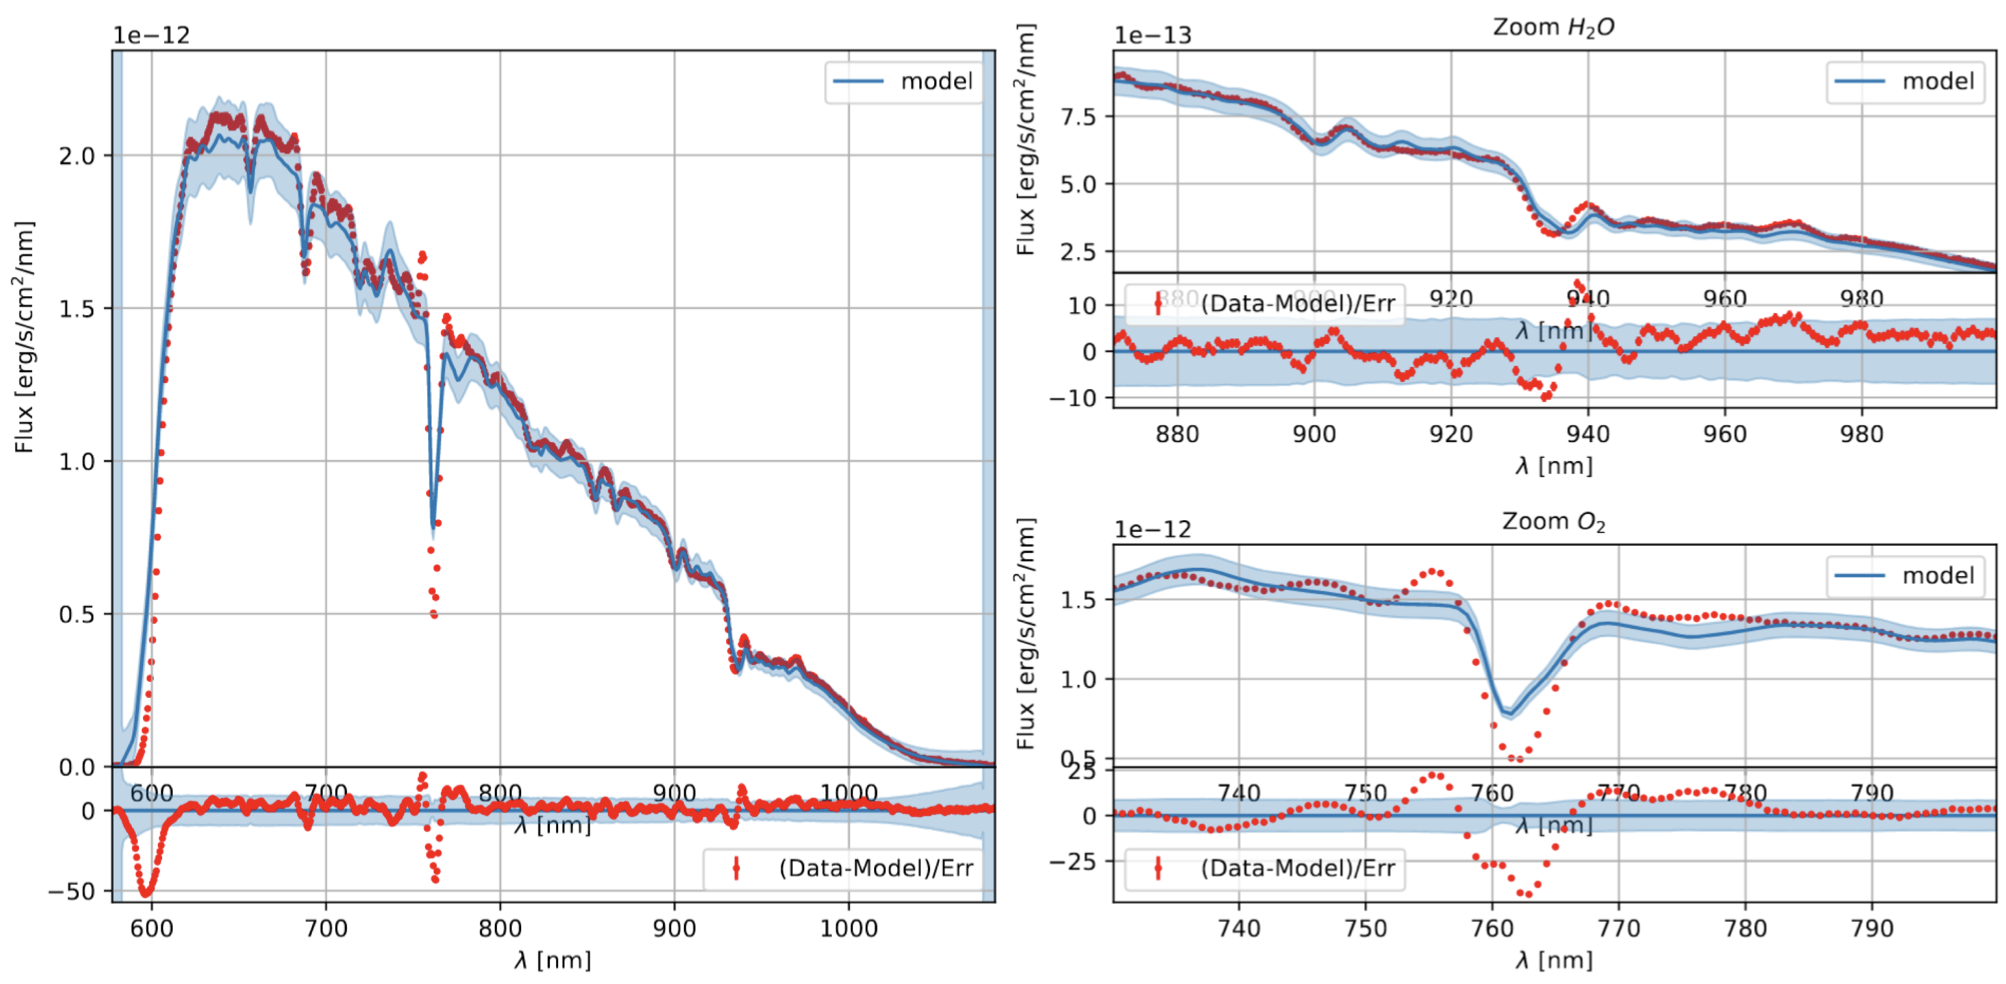 1e−12
model
2.0
1.5
1.0
0.5
0.0
Flux [erg/s/cm²/nm]
600 700 800 900 1000
λ [nm]
0
−50
(Data-Model)/Err
600 700 800 900 1000
λ [nm]
Zoom H₂O
1e−13
model
7.5
5.0
2.5
Flux [erg/s/cm²/nm]
880 900 920 940 960 980
λ [nm]
(Data-Model)/Err
10
0
−10
880 900 920 940 960 980
λ [nm]
Zoom O₂
1e−12
model
1.5
1.0
0.5
Flux [erg/s/cm²/nm]
740 750 760 770 780 790
λ [nm]
25
0
−25
(Data-Model)/Err
740 750 760 770 780 790
λ [nm]